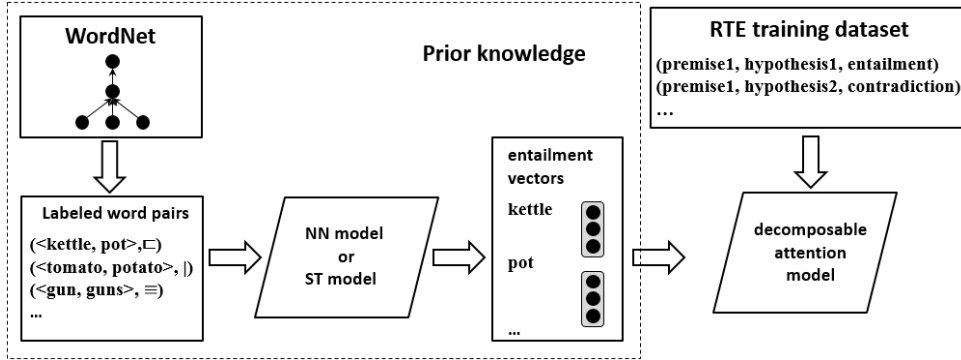 WordNet
Prior knowledge
RTE training dataset
(premise1, hypothesis1, entailment)
(premise1, hypothesis2, contradiction)
...
Labeled word pairs
(<kettle, pot>,⊏)
(<tomato, potato>, |)
(<gun, guns>, ≡)
...
NN model
or
ST model
entailment
vectors
kettle
pot
...
decomposable
attention
model